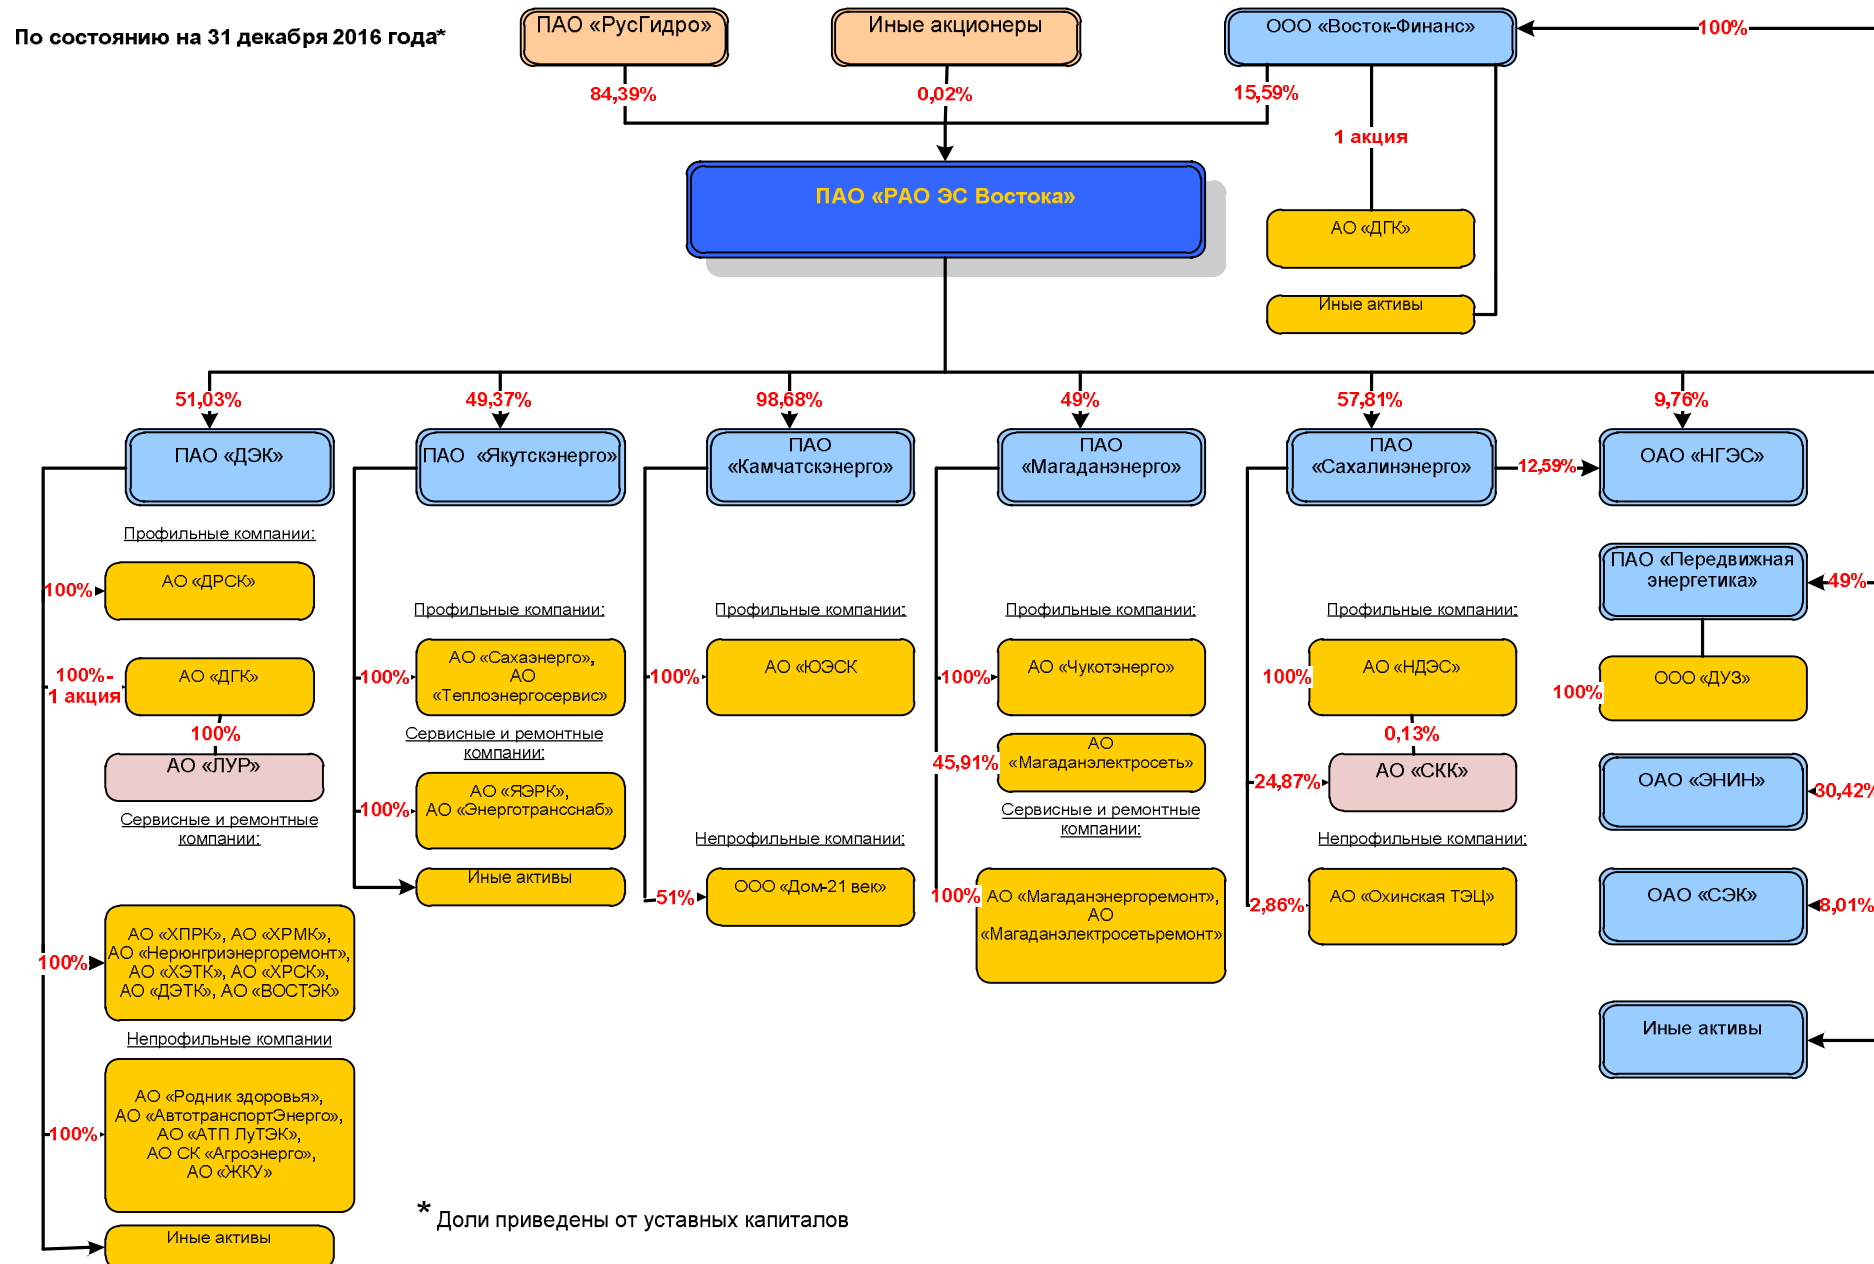 По состоянию на 31 декабря 2016 года*
ПАО «РусГидро»
Иные акционеры
ООО «Восток-Финанс»
100%
84,39%
0,02%
15,59%
1 акция
ПАО «РАО ЭС Востока»
АО «ДГК»
Иные активы
51,03%
49,37%
98,68%
49%
57,81%
9,76%
ПАО «ДЭК»
Профильные компании:
100%
АО «ДРСК»
100%-
1 акция
АО «ДГК»
100%
АО «ЛУР»
Сервисные и ремонтные
компании:
100%
АО «ХПРК», АО «ХРМК»,
АО «Нерюнгриэнергоремонт»,
АО «ХЭТК», АО «ХРСК»,
АО «ДЭТК», АО «ВОСТЭК»
Непрофильные компании
100%
АО «Родник здоровья»,
АО «АвтотранспортЭнерго»,
АО «АТП ЛуТЭК»,
АО СК «Агроэнерго»,
АО «ЖКУ»
Иные активы
ПАО «Якутскэнерго»
Профильные компании:
100%
АО «Сахаэнерго»,
АО
«Теплоэнергосервис»
Сервисные и ремонтные
компании:
100%
АО «ЯЭРК»,
АО «Энерготрансснаб»
Иные активы
ПАО
«Камчатскэнерго»
Профильные компании:
100%
АО «ЮЭСК
Непрофильные компании:
51%
ООО «Дом-21 век»
ПАО
«Магаданэнерго»
Профильные компании:
100%
АО «Чукотэнерго»
45,91%
АО
«Магаданэлектросеть»
Сервисные и ремонтные
компании:
100%
АО «Магаданэнергоремонт»,
АО
«Магаданэлектросетьремонт»
ПАО
«Сахалинэнерго»
12,59%
Профильные компании:
100%
АО «НДЭС»
0,13%
24,87%
АО «СКК»
Непрофильные компании:
2,86%
АО «Охинская ТЭЦ»
ОАО «НГЭС»
ПАО «Передвижная
энергетика»
49%
100%
ООО «ДУЗ»
ОАО «ЭНИН»
30,42%
ОАО «СЭК»
8,01%
Иные активы
* Доли приведены от уставных капиталов